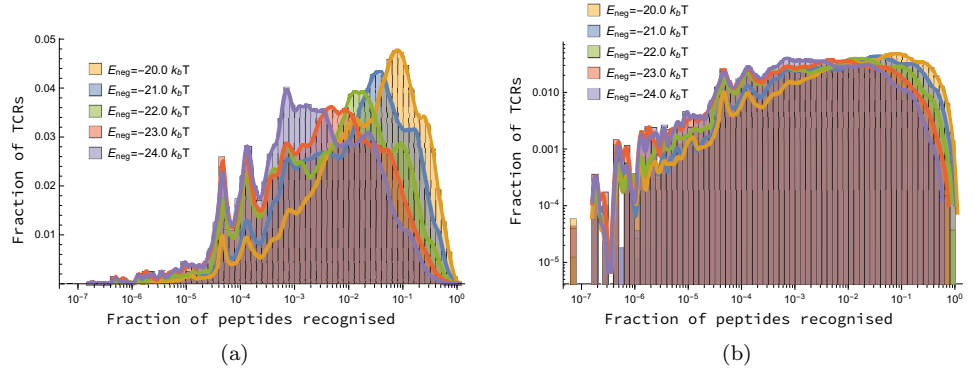 0.05
0.04
0.03
0.02
0.01
Fraction of TCRs
E_neg=-20.0 k_bT
E_neg=-21.0 k_bT
E_neg=-22.0 k_bT
E_neg=-23.0 k_bT
E_neg=-24.0 k_bT
10^-7 10^-6 10^-5 10^-4 10^-3 10^-2 10^-1 10^0
Fraction of peptides recognised
(a)
E_neg=-20.0 k_bT
E_neg=-21.0 k_bT
E_neg=-22.0 k_bT
E_neg=-23.0 k_bT
E_neg=-24.0 k_bT
0.010
0.001
10^-4
10^-5
Fraction of TCRs
10^-7 10^-6 10^-5 10^-4 10^-3 10^-2 10^-1 10^0
Fraction of peptides recognised
(b)